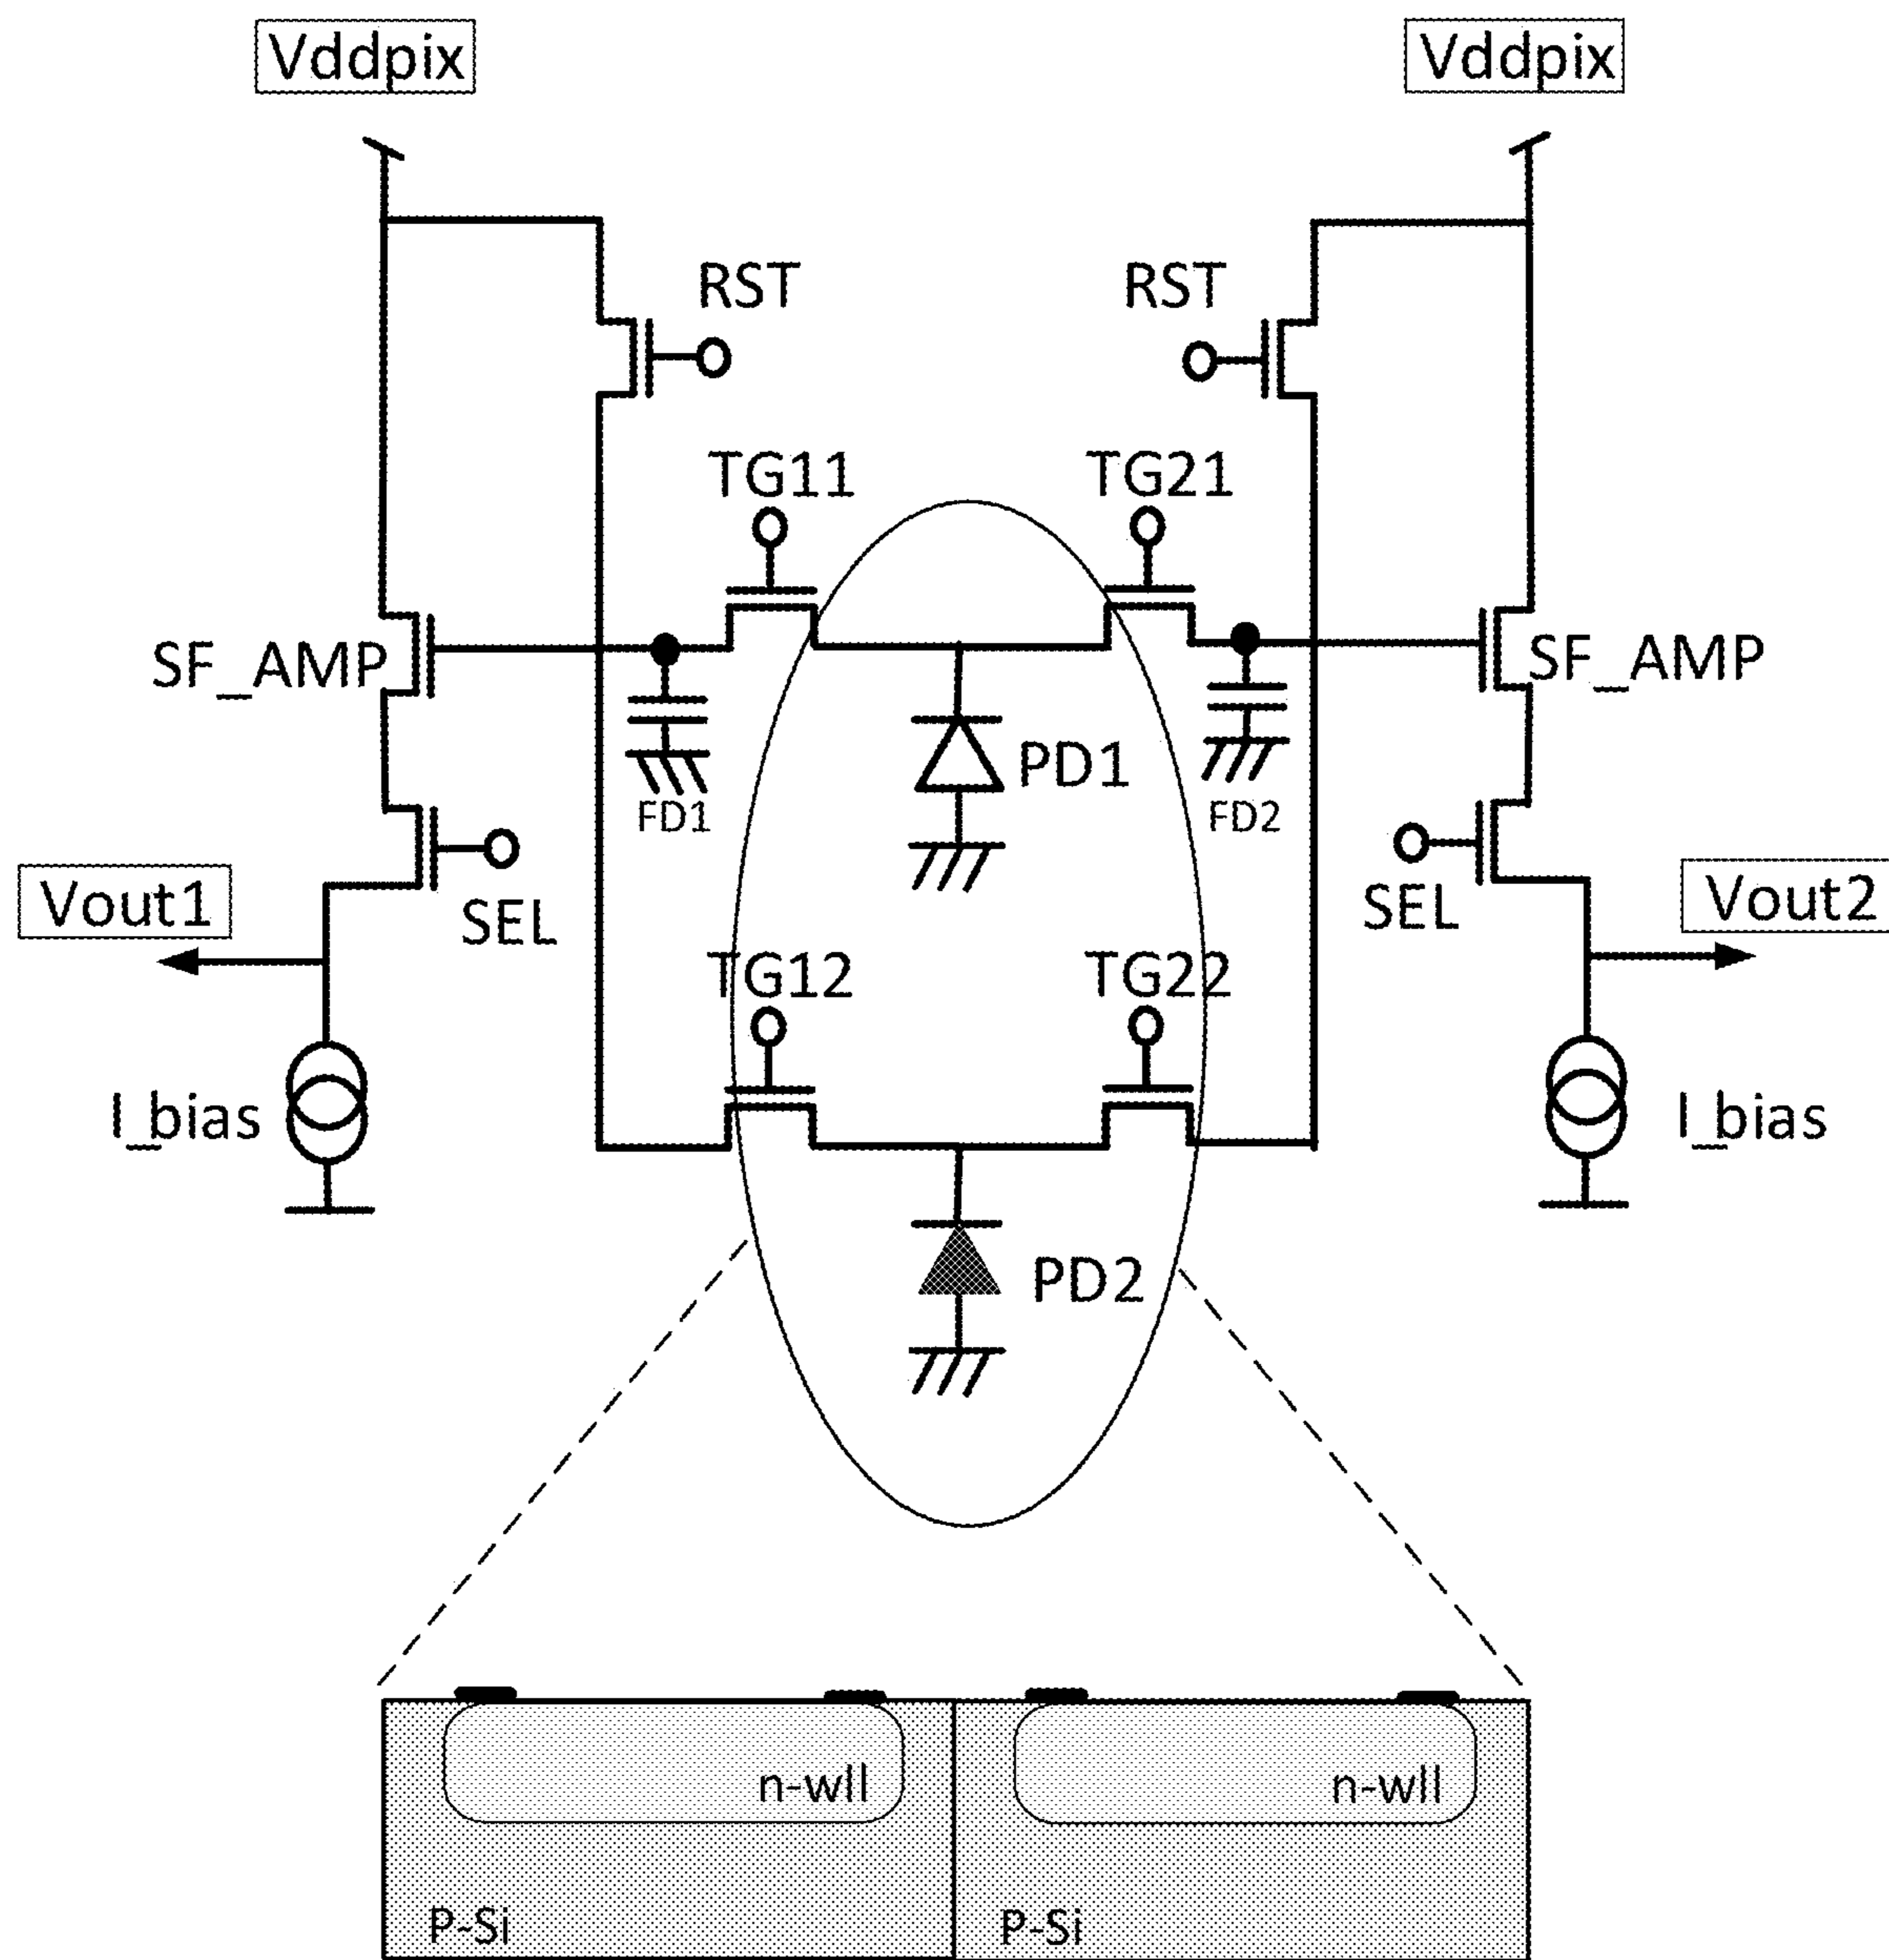 Vddpix
Vddpix
RST
RST
TG11
TG21
SF_AMP
SF_AMP
PD1
FD1
FD2
Vout1
SEL
SEL
Vout2
TG12
TG22
I_bias
I_bias
PD2
n-wll
n-wll
P-Si
P-Si